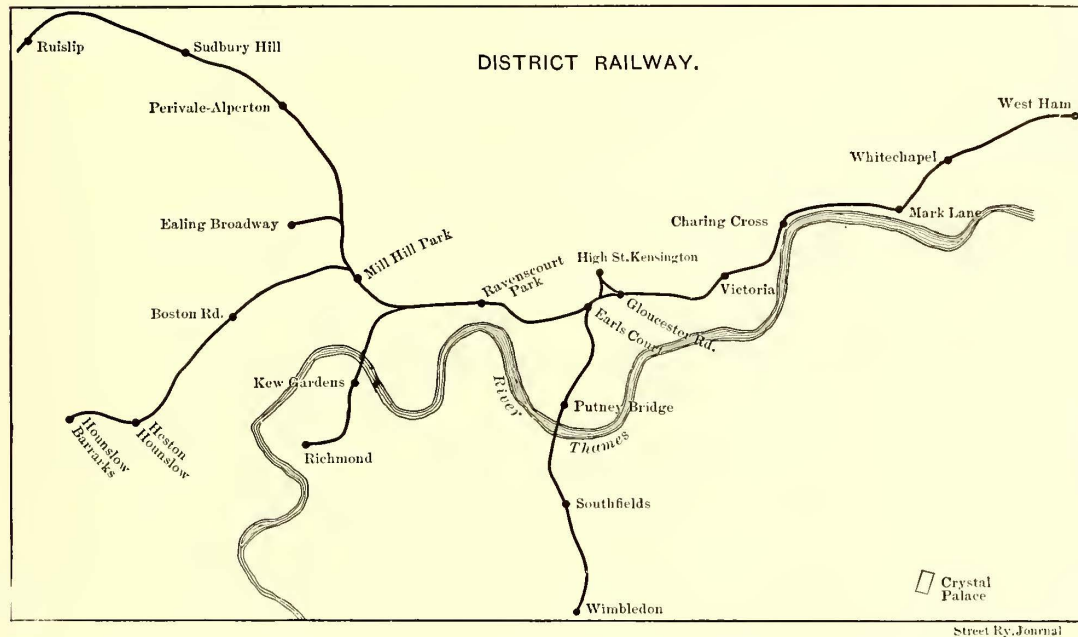 DISTRICT RAILWAY.
Ruislip
Sudbury Hill
Perivale-Alperton
West Ham
Whitechapel
Mark Lane
Charing Cross
Ealing Broadway
Mill Hill Park
High St. Kensington
Ravenscourt
Park
Victoria
Gloucester Rd.
Earls Court
Boston Rd.
Kew Gardens
River
Thames
Putney Bridge
Heston
Hounslow
Hounslow
Barrarks
Richmond
Southfields
Wimbledon
Crystal
Palace
Street Ry. Journal